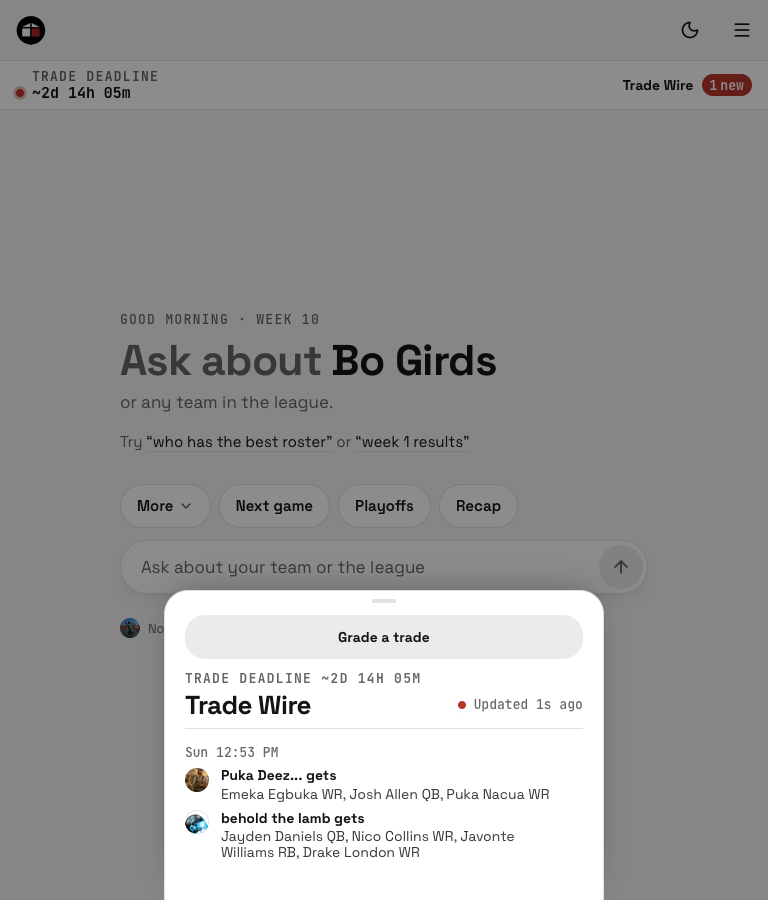 TRADE DEADLINE
~2d 14h 05m
Trade Wire 1 new
GOOD MORNING · WEEK 10
Ask about Bo Girds
or any team in the league.
Try “who has the best roster” or “week 1 results”
More
Next game
Playoffs
Recap
Ask about your team or the league
No
Grade a trade
TRADE DEADLINE ~2D 14H 05M
Trade Wire
Updated 1s ago
Sun 12:53 PM
Puka Deez... gets
Emeka Egbuka WR, Josh Allen QB, Puka Nacua WR
behold the lamb gets
Jayden Daniels QB, Nico Collins WR, Javonte
Williams RB, Drake London WR